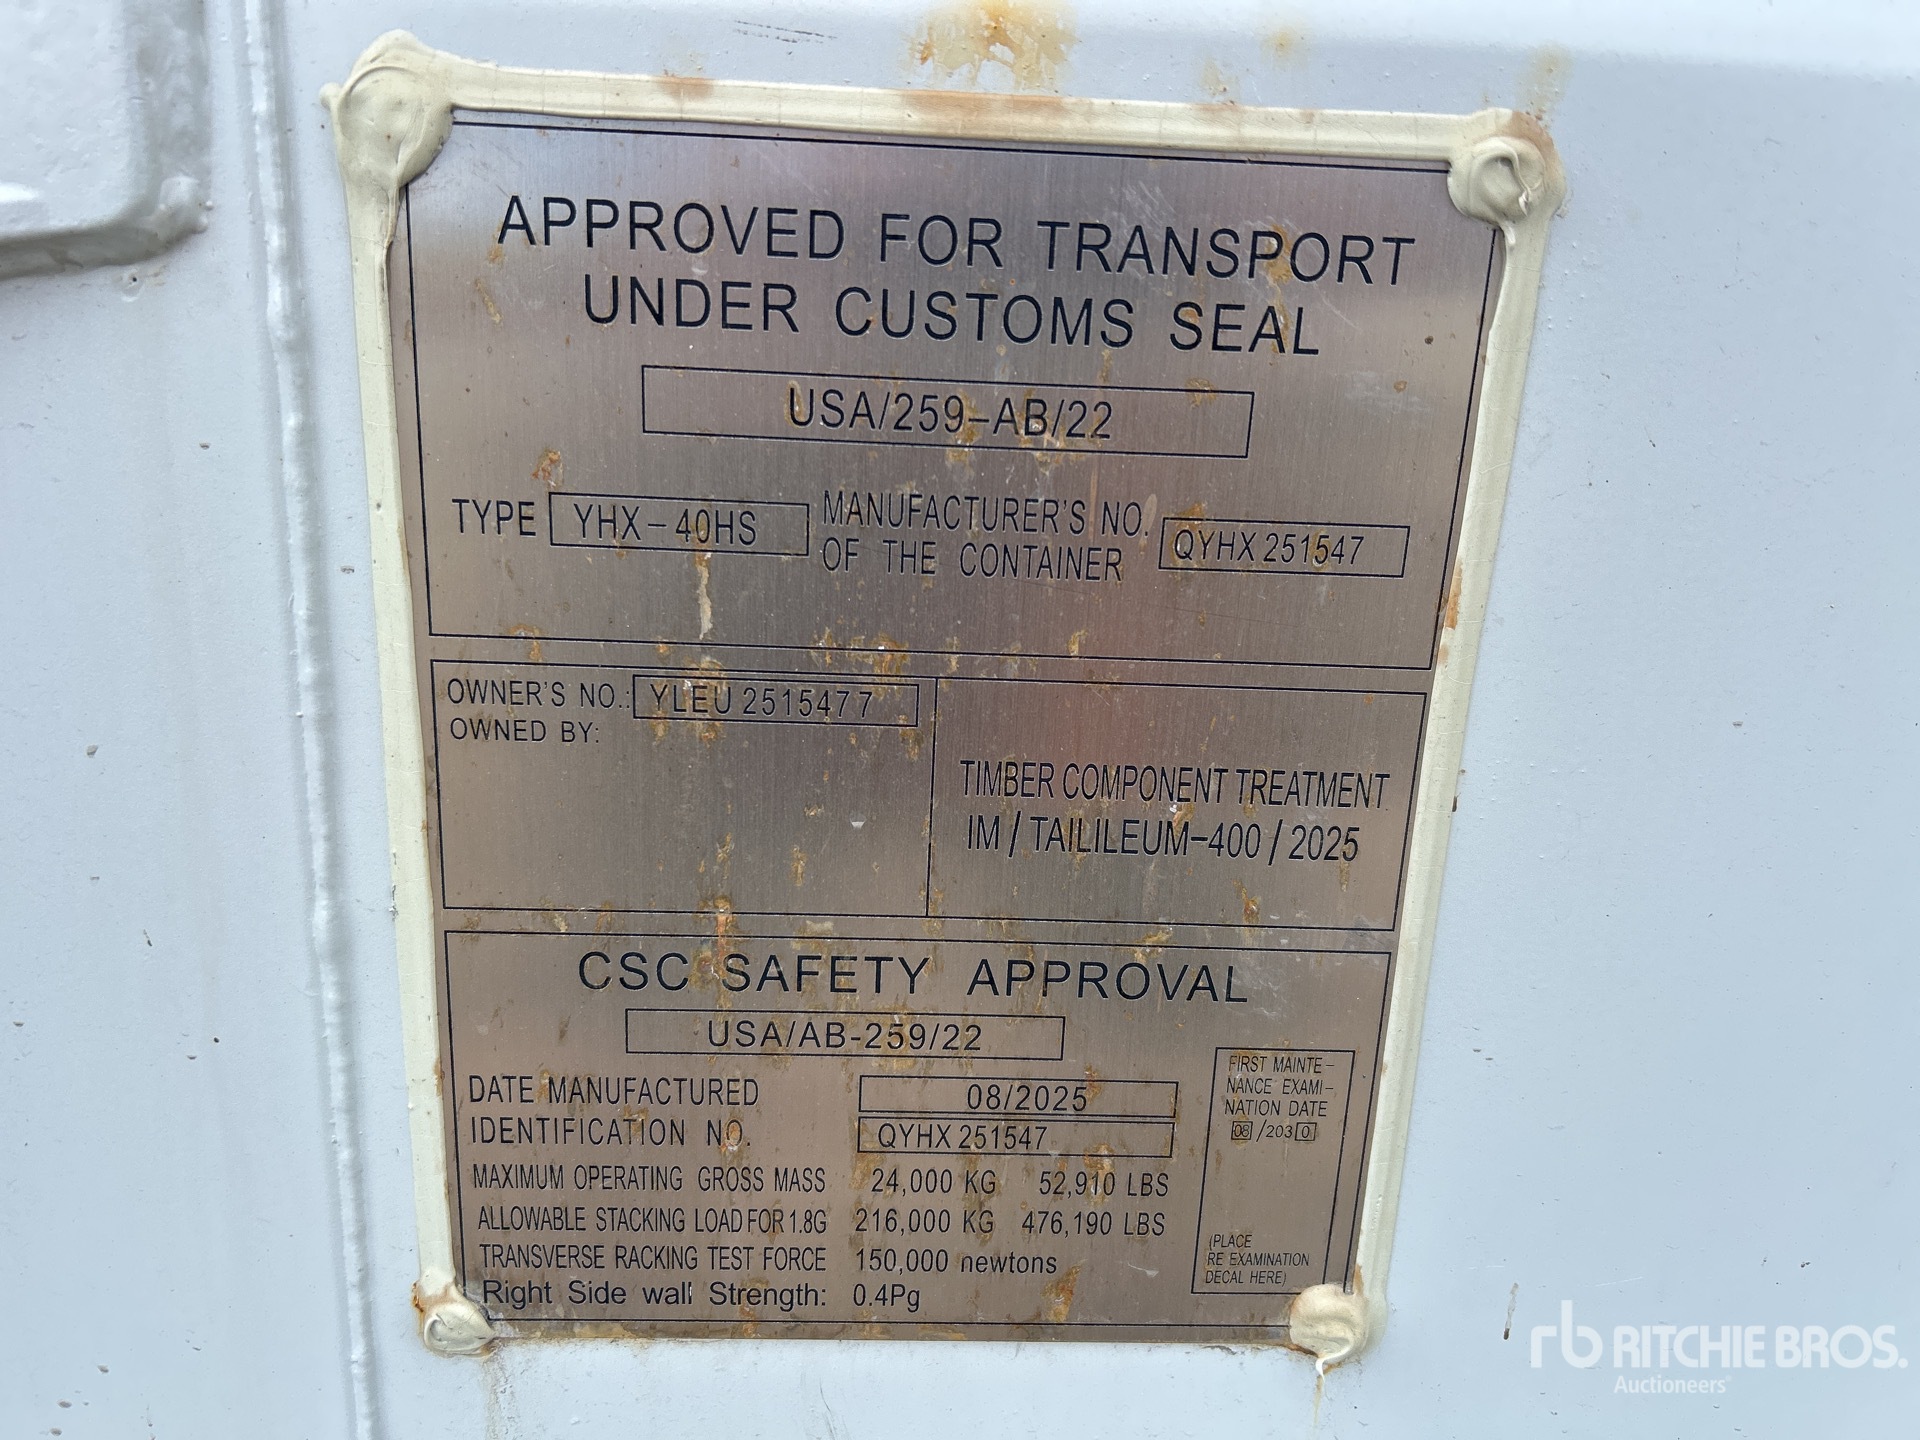 APPROVED FOR TRANSPORT
UNDER CUSTOMS SEAL
USA/259-AB/22
TYPE YHX-40HS
MANUFACTURER'S NO.
OF THE CONTAINER
QYHX 251547
OWNER'S NO.: YLEU 251547 7
OWNED BY:
TIMBER COMPONENT TREATMENT
IM / TAILILEUM-400 / 2025
CSC SAFETY APPROVAL
USA/AB-259/22
DATE MANUFACTURED 08/2025
IDENTIFICATION NO. QYHX 251547
MAXIMUM OPERATING GROSS MASS 24,000 KG 52,910 LBS
ALLOWABLE STACKING LOAD FOR 1.8G 216,000 KG 476,190 LBS
TRANSVERSE RACKING TEST FORCE 150,000 newtons
Right Side wall Strength: 0.4Pg
FIRST MAINTE-
NANCE EXAMI-
NATION DATE
08/2030
(PLACE
RE EXAMINATION
DECAL HERE)
rb RITCHIE BROS.
Auctioneers